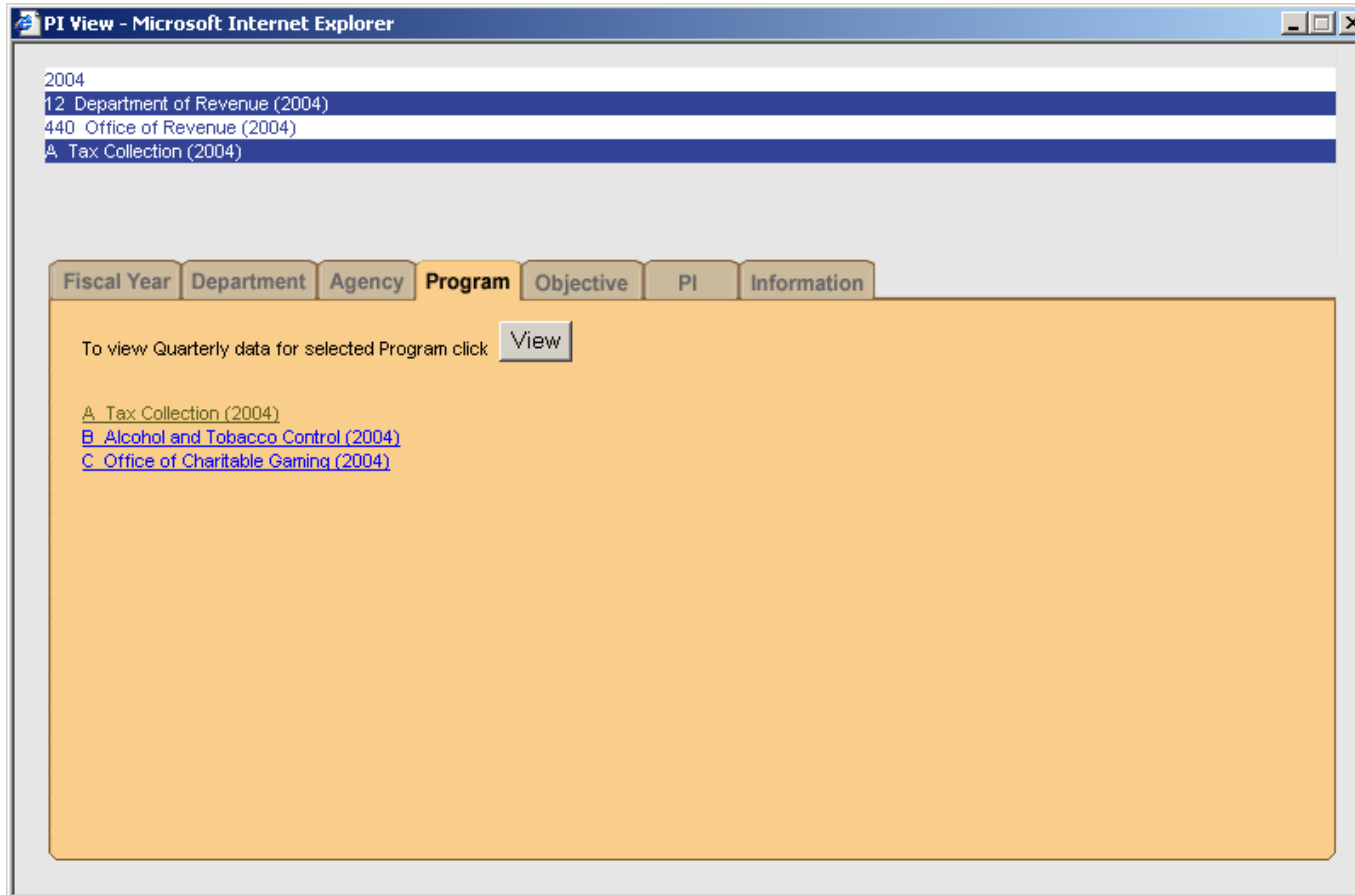 PI View - Microsoft Internet Explorer
2004
12 Department of Revenue (2004)
440 Office of Revenue (2004)
A Tax Collection (2004)
Fiscal Year Department Agency Program Objective PI Information
To view Quarterly data for selected Program click View
A Tax Collection (2004)
B Alcohol and Tobacco Control (2004)
C Office of Charitable Gaming (2004)